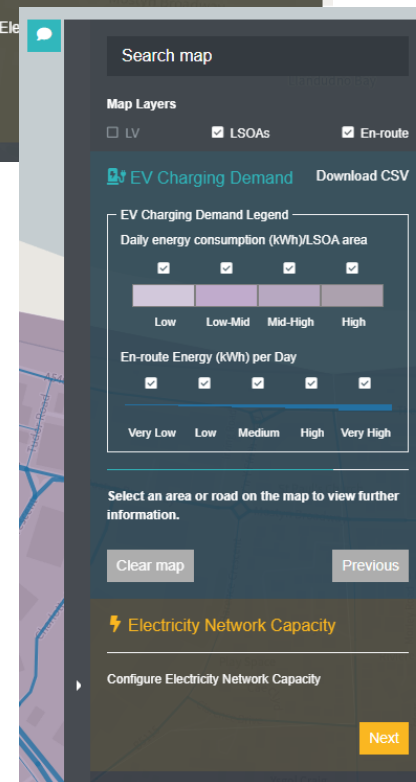 Ele
Search map
Map Layers
LV LSOAs En-route
EV Charging Demand Download CSV
EV Charging Demand Legend
Daily energy consumption (kWh)/LSOA area
Low Low-Mid Mid-High High
En-route Energy (kWh) per Day
Very Low Low Medium High Very High
Select an area or road on the map to view further
information.
Clear map Previous
Electricity Network Capacity
Configure Electricity Network Capacity
Next
Tudor Road